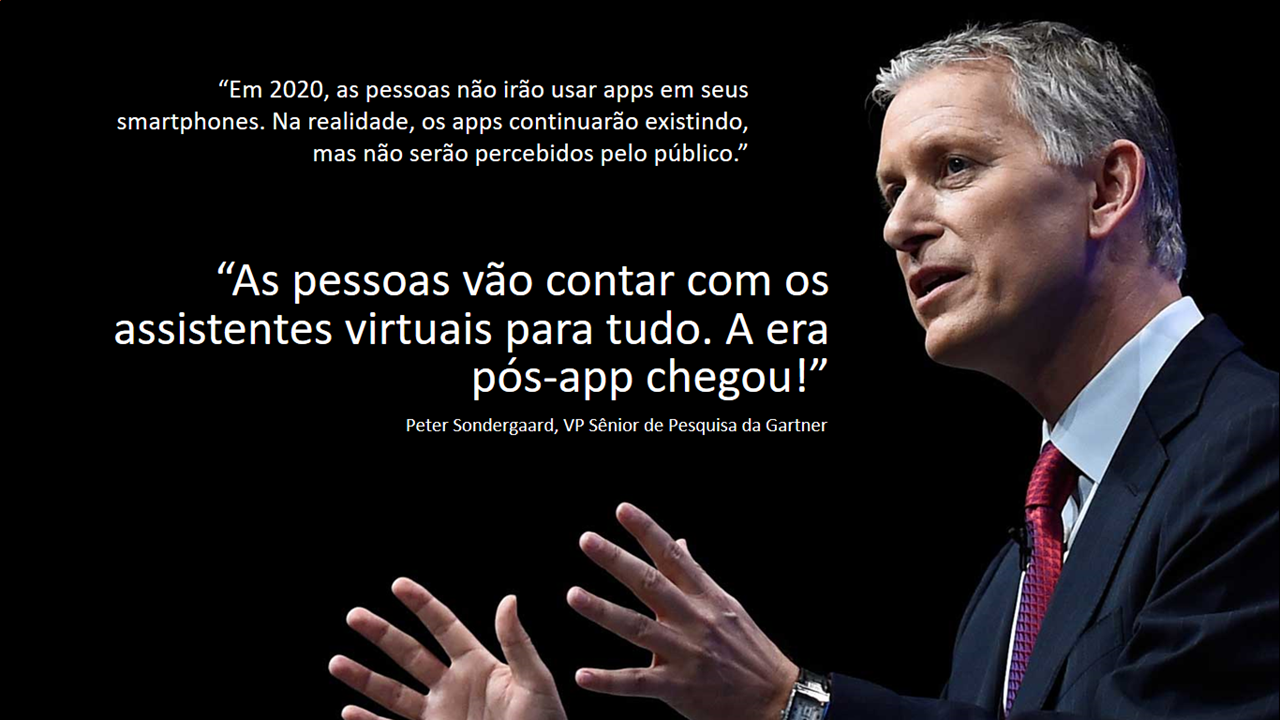 “Em 2020, as pessoas não irão usar apps em seus
smartphones. Na realidade, os apps continuarão existindo,
mas não serão percebidos pelo público.”
“As pessoas vão contar com os
assistentes virtuais para tudo. A era
pós-app chegou!”
Peter Sondergaard, VP Sênior de Pesquisa da Gartner